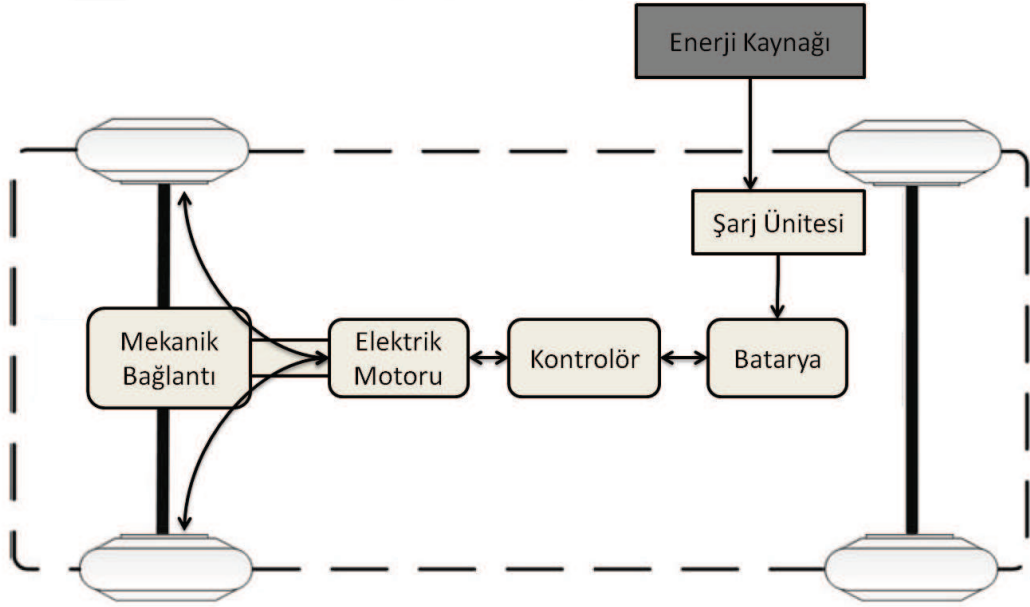 Enerji Kaynağı
Şarj Ünitesi
Mekanik
Bağlantı
Elektrik
Motoru
Kontrolör
Batarya